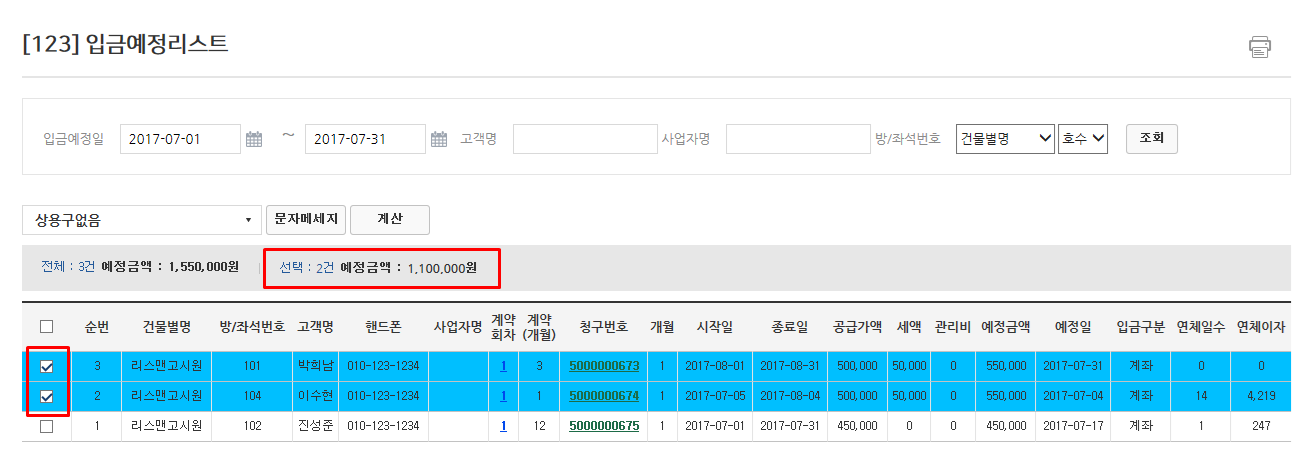 [123] 입금예정리스트
입금예정일 2017-07-01 ~ 2017-07-31 고객명 사업자명 방/좌석번호 건물별명 호수 조회
상용구없음 문자메세지 계산
전체 : 3건 예정금액 : 1,550,000원 | 선택 : 2건 예정금액 : 1,100,000원
순번 건물별명 방/좌석번호 고객명 핸드폰 사업자명 계약회차 계약(개월) 청구번호 개월 시작일 종료일 공급가액 세액 관리비 예정금액 예정일 입금구분 연체일수 연체이자
3 리스맨고시원 101 박회남 010-123-1234 1 3 5000000673 1 2017-08-01 2017-08-31 500,000 50,000 0 550,000 2017-07-31 계좌 0 0
2 리스맨고시원 104 이수현 010-123-1234 1 1 5000000674 1 2017-07-05 2017-08-04 500,000 50,000 0 550,000 2017-07-04 계좌 14 4,219
1 리스맨고시원 102 진성준 010-123-1234 1 12 5000000675 1 2017-07-01 2017-07-31 450,000 0 0 450,000 2017-07-17 계좌 1 247